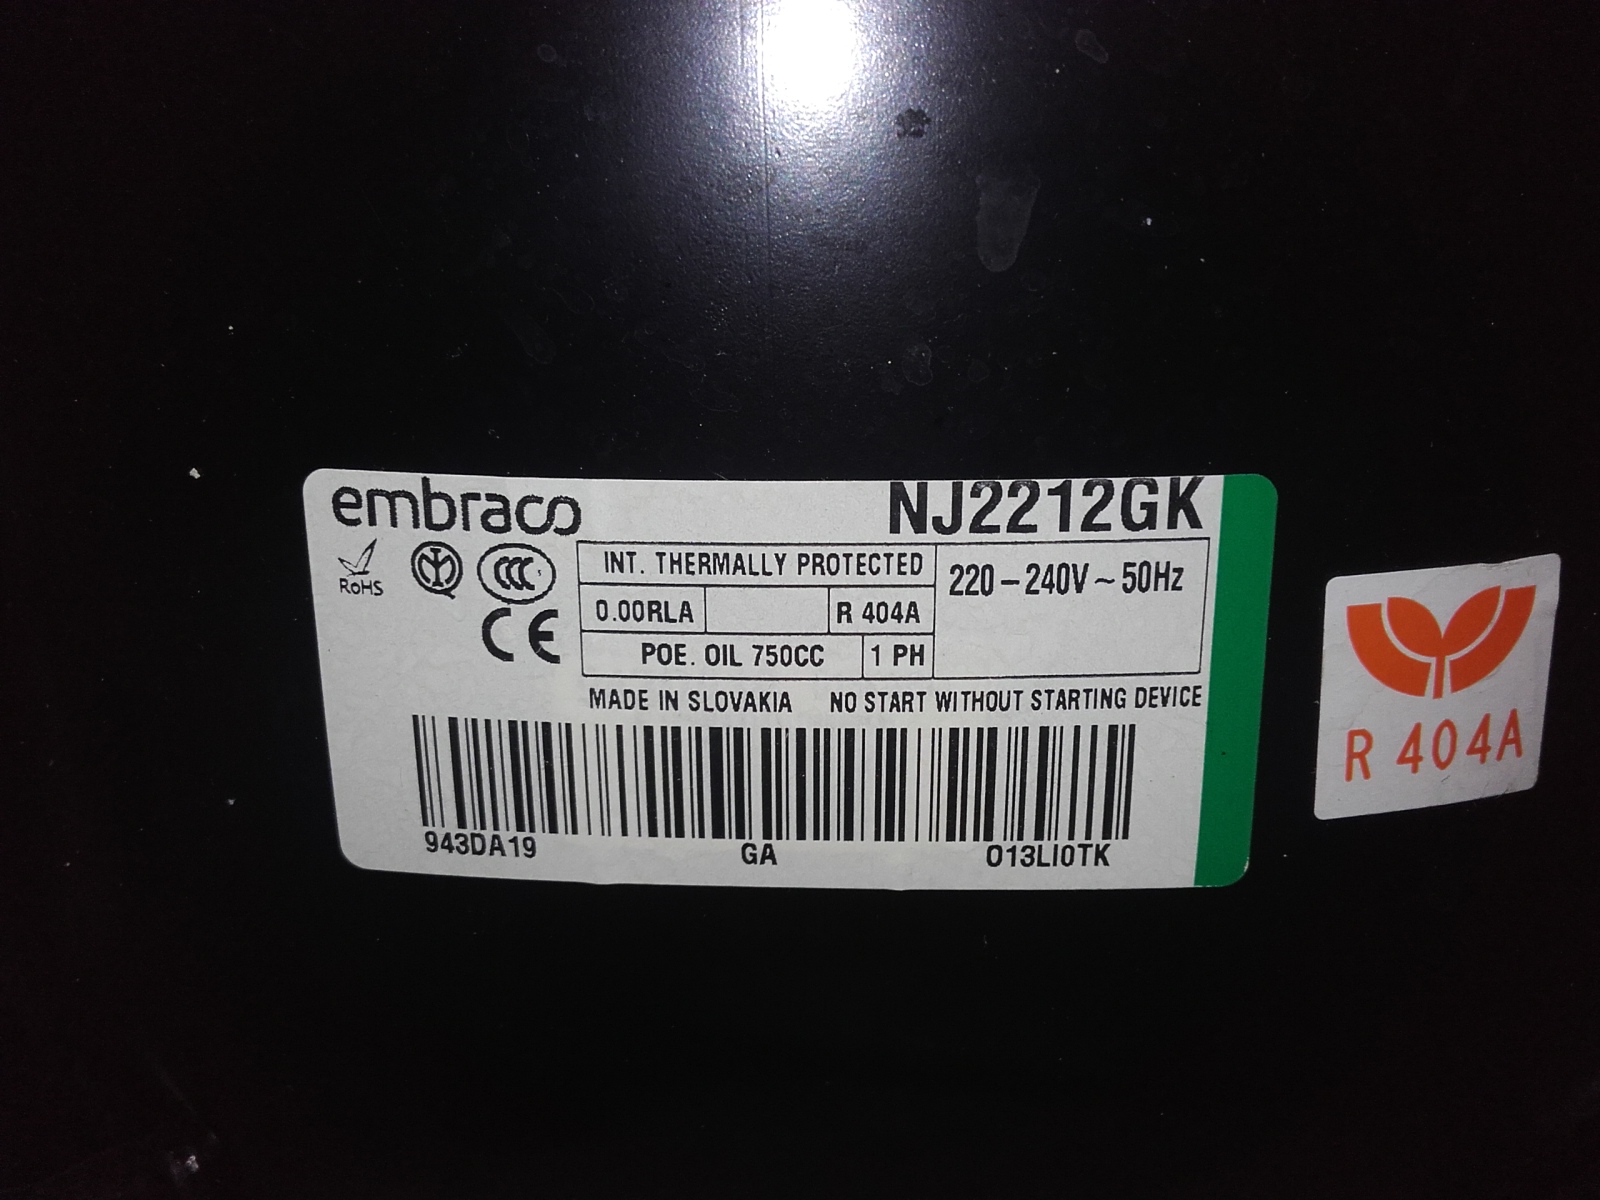 embraco
NJ2212GK
RoHS
CCC
CE
INT. THERMALLY PROTECTED
220-240V~50Hz
0.00RLA
R 404A
POE. OIL 750CC
1 PH
MADE IN SLOVAKIA
NO START WITHOUT STARTING DEVICE
943DA19
GA
013LI0TK
R 404A